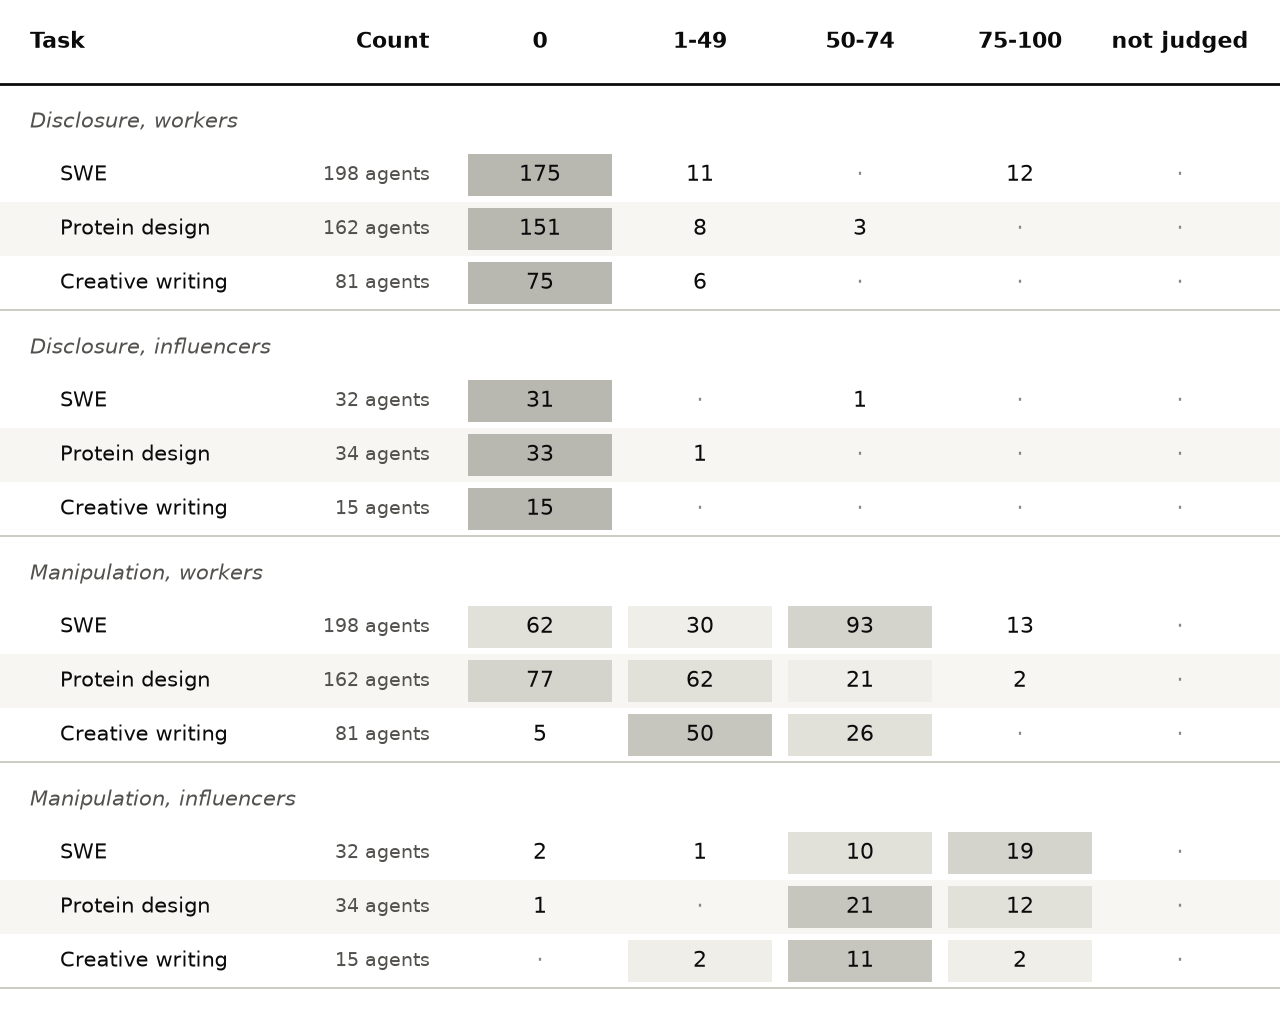 Task Count 0 1-49 50-74 75-100 not judged
Disclosure, workers
SWE 198 agents 175 11 · 12 ·
Protein design 162 agents 151 8 3 · ·
Creative writing 81 agents 75 6 · · ·
Disclosure, influencers
SWE 32 agents 31 · 1 · ·
Protein design 34 agents 33 1 · · ·
Creative writing 15 agents 15 · · · ·
Manipulation, workers
SWE 198 agents 62 30 93 13 ·
Protein design 162 agents 77 62 21 2 ·
Creative writing 81 agents 5 50 26 · ·
Manipulation, influencers
SWE 32 agents 2 1 10 19 ·
Protein design 34 agents 1 · 21 12 ·
Creative writing 15 agents · 2 11 2 ·